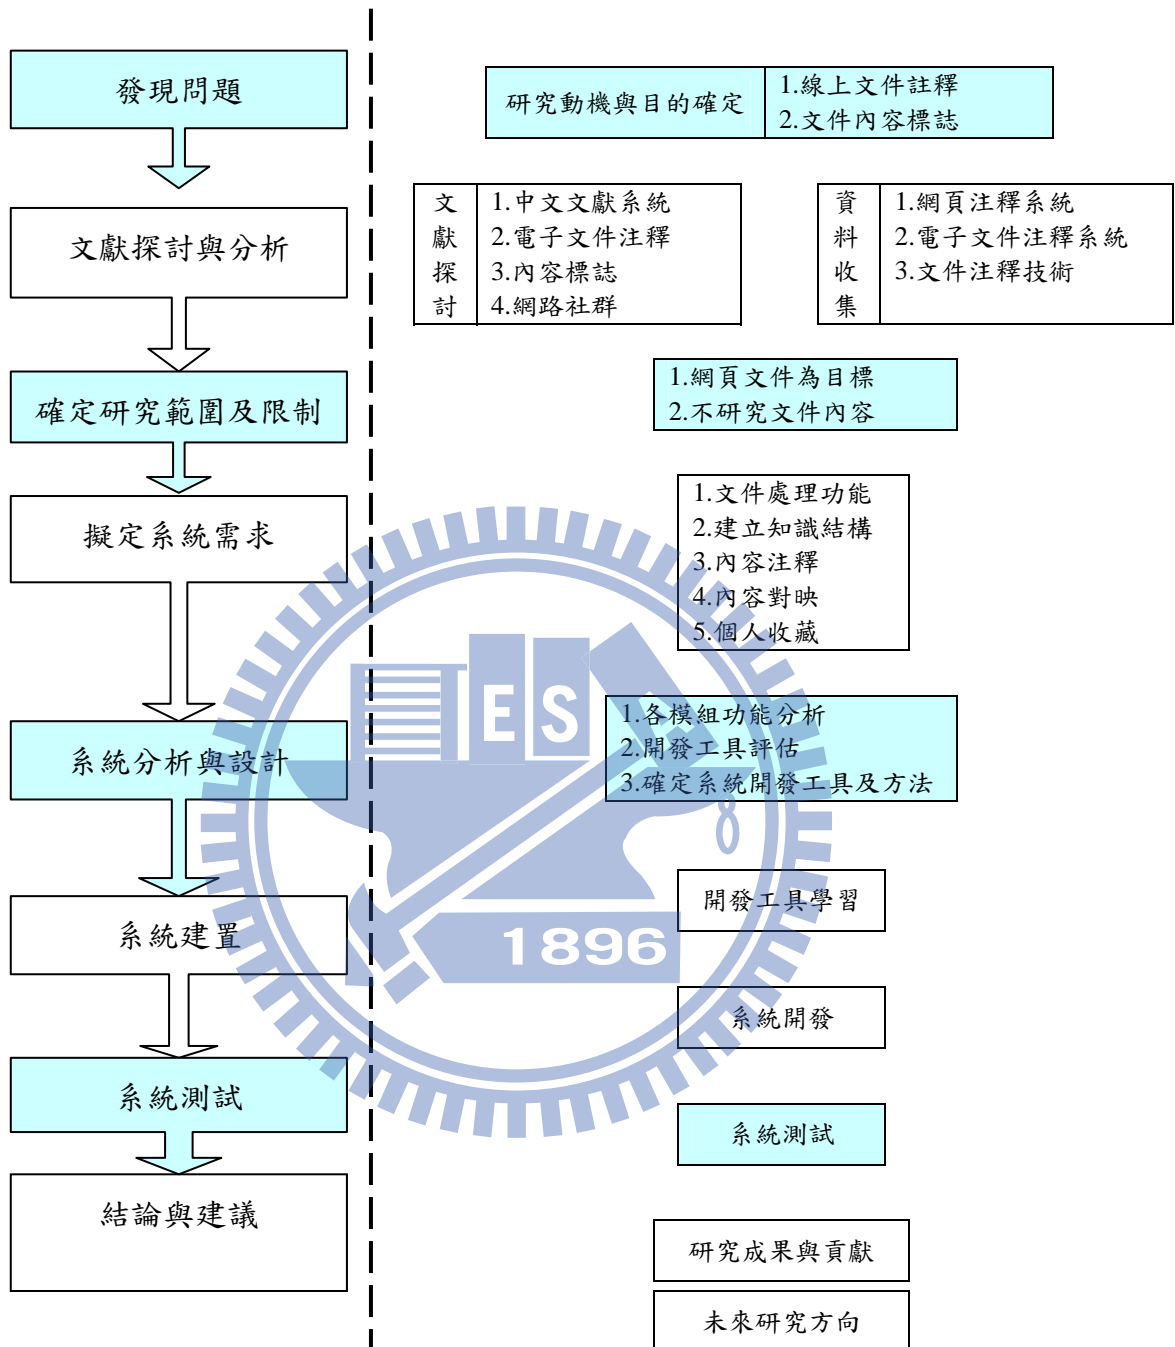 發現問題
研究動機與目的確定
1.線上文件註釋
2.文件內容標誌
文獻探討與分析
文獻探討
1.中文文獻系統
2.電子文件注釋
3.內容標誌
4.網路社群
資料收集
1.網頁注釋系統
2.電子文件注釋系統
3.文件注釋技術
確定研究範圍及限制
1.網頁文件為目標
2.不研究文件內容
擬定系統需求
1.文件處理功能
2.建立知識結構
3.內容注釋
4.內容對映
5.個人收藏
系統分析與設計
1.各模組功能分析
2.開發工具評估
3.確定系統開發工具及方法
系統建置
開發工具學習
系統開發
系統測試
系統測試
結論與建議
研究成果與貢獻
未來研究方向
ES
1896